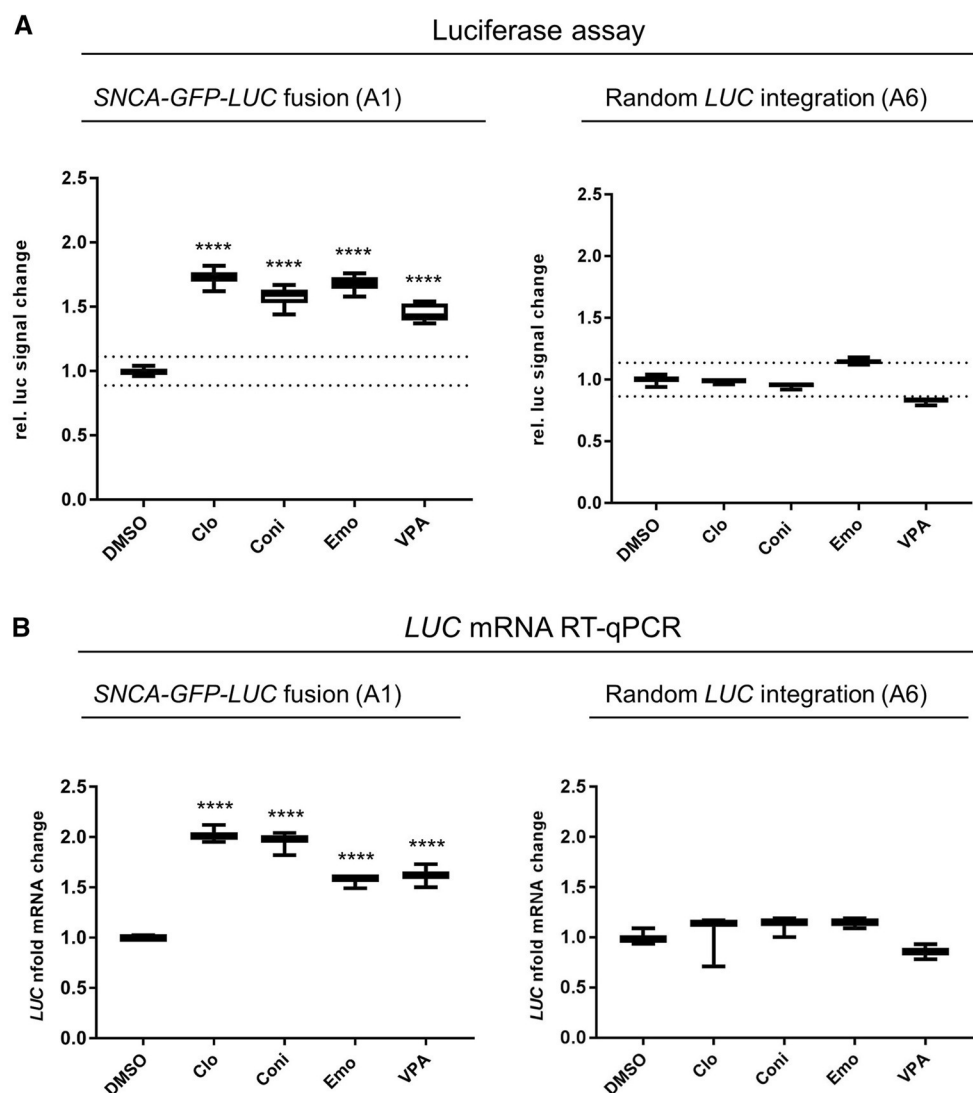 A
Luciferase assay
SNCA-GFP-LUC fusion (A1)
Random LUC integration (A6)
rel. luc signal change
2.5
2.0
1.5
1.0
0.5
0.0
****
****
****
****
DMSO
Clo
Coni
Emo
VPA
rel. luc signal change
2.5
2.0
1.5
1.0
0.5
0.0
DMSO
Clo
Coni
Emo
VPA
B
LUC mRNA RT-qPCR
SNCA-GFP-LUC fusion (A1)
Random LUC integration (A6)
LUC nfold mRNA change
2.5
2.0
1.5
1.0
0.5
0.0
****
****
****
****
DMSO
Clo
Coni
Emo
VPA
LUC nfold mRNA change
2.5
2.0
1.5
1.0
0.5
0.0
DMSO
Clo
Coni
Emo
VPA